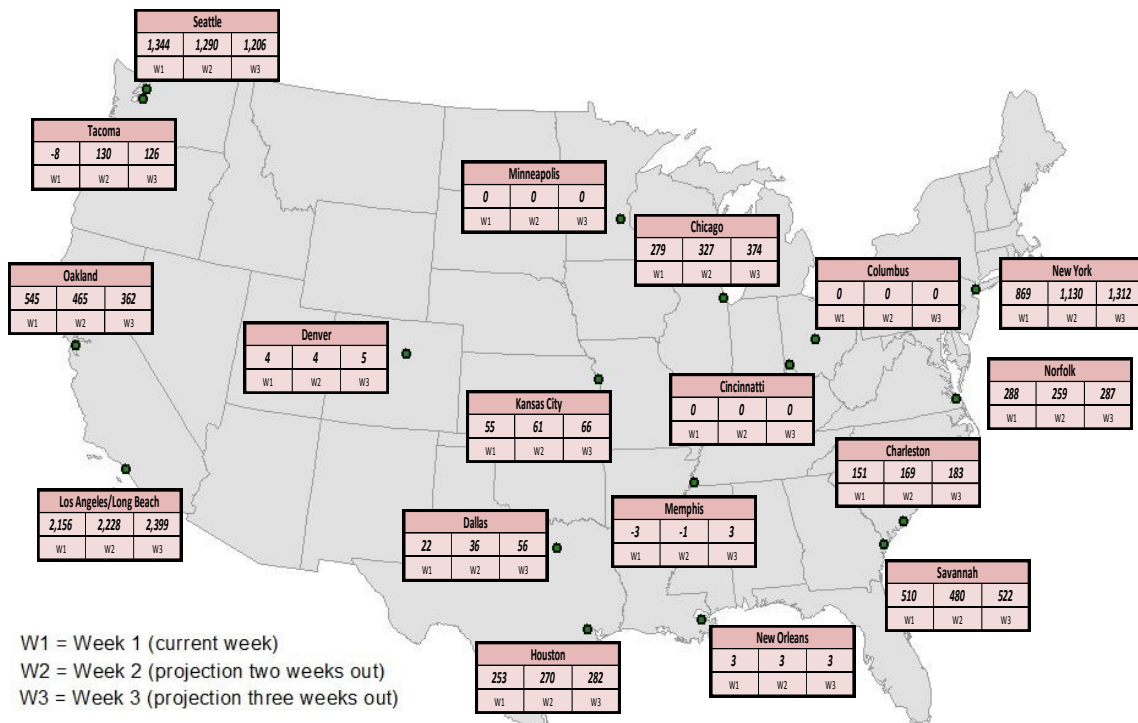 Seattle
1,344 1,290 1,206
W1 W2 W3
Tacoma
-8 130 126
W1 W2 W3
Minneapolis
0 0 0
W1 W2 W3
Chicago
279 327 374
W1 W2 W3
Oakland
545 465 362
W1 W2 W3
Columbus
0 0 0
W1 W2 W3
New York
869 1,130 1,312
W1 W2 W3
Denver
4 4 5
W1 W2 W3
Cincinnatti
0 0 0
W1 W2 W3
Norfolk
288 259 287
W1 W2 W3
Kansas City
55 61 66
W1 W2 W3
Charleston
151 169 183
W1 W2 W3
Los Angeles/Long Beach
2,156 2,228 2,399
W1 W2 W3
Memphis
-3 -1 3
W1 W2 W3
Dallas
22 36 56
W1 W2 W3
Savannah
510 480 522
W1 W2 W3
New Orleans
3 3 3
W1 W2 W3
Houston
253 270 282
W1 W2 W3
W1 = Week 1 (current week)
W2 = Week 2 (projection two weeks out)
W3 = Week 3 (projection three weeks out)